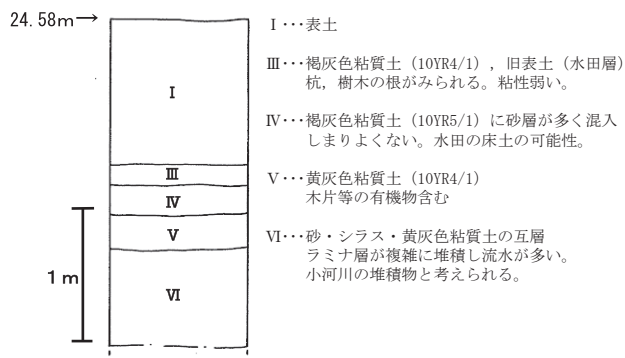 24.58m→
Ⅰ
Ⅲ
Ⅳ
Ⅴ
Ⅵ
1m
Ⅰ･･･表土
Ⅲ･･･褐灰色粘質土（10YR4/1），旧表土（水田層）
杭，樹木の根がみられる。粘性弱い。
Ⅳ･･･褐灰色粘質土（10YR5/1）に砂層が多く混入
しまりよくない。水田の床土の可能性。
Ⅴ･･･黄灰色粘質土（10YR4/1）
木片等の有機物含む
Ⅵ･･･砂・シラス・黄灰色粘質土の互層
ラミナ層が複雑に堆積し流水が多い。
小河川の堆積物と考えられる。